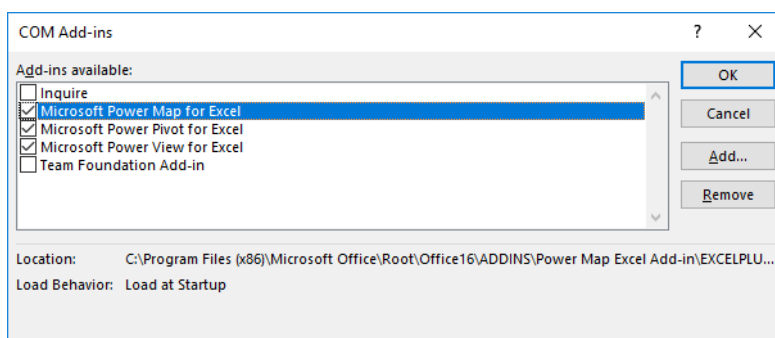 COM Add-ins ? X
Add-ins available:
Inquire
Microsoft Power Map for Excel
Microsoft Power Pivot for Excel
Microsoft Power View for Excel
Team Foundation Add-in
OK
Cancel
Add...
Remove
Location: C:\Program Files (x86)\Microsoft Office\Root\Office16\ADDINS\Power Map Excel Add-in\EXCELPLU...
Load Behavior: Load at Startup